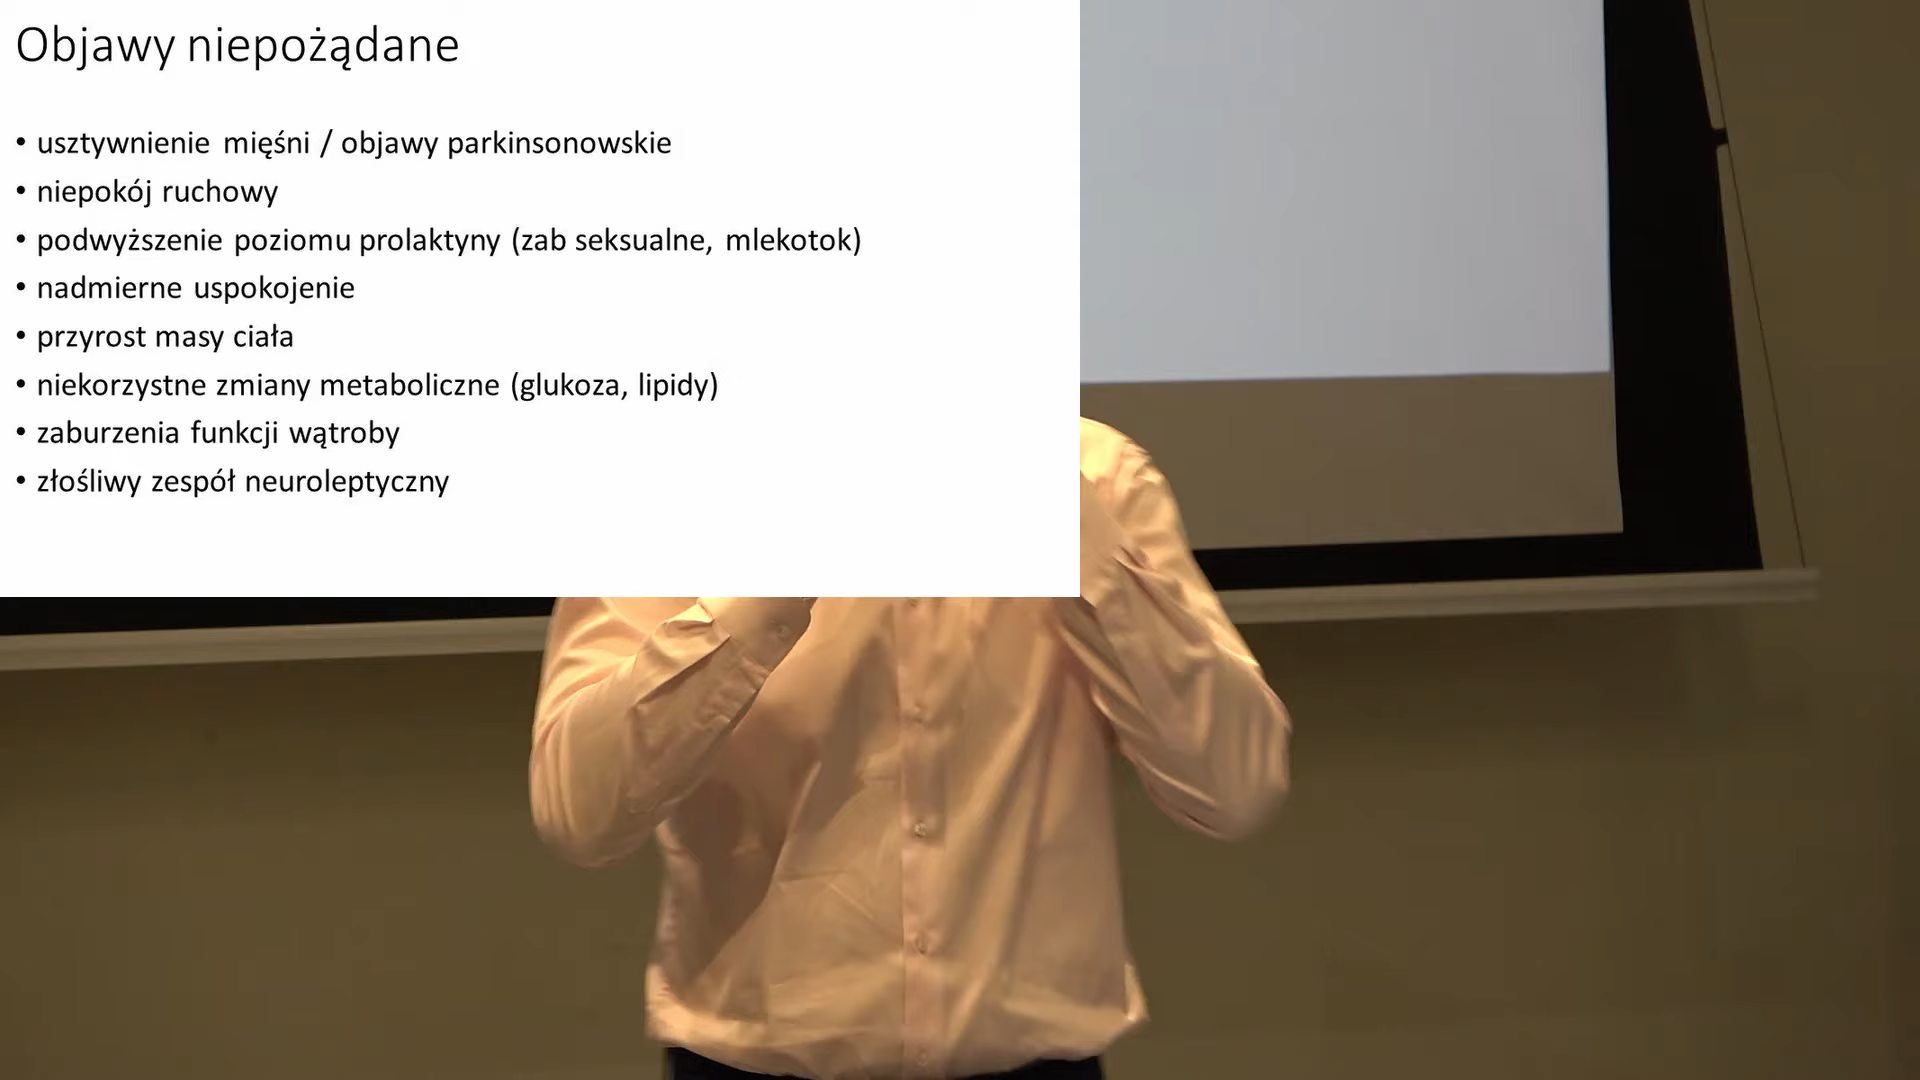 Objawy niepożądane
• usztywnienie mięśni / objawy parkinsonowskie
• niepokój ruchowy
• podwyższenie poziomu prolaktyny (zab seksualne, mlekotok)
• nadmierne uspokojenie
• przyrost masy ciała
• niekorzystne zmiany metaboliczne (glukoza, lipidy)
• zaburzenia funkcji wątroby
• złośliwy zespół neuroleptyczny